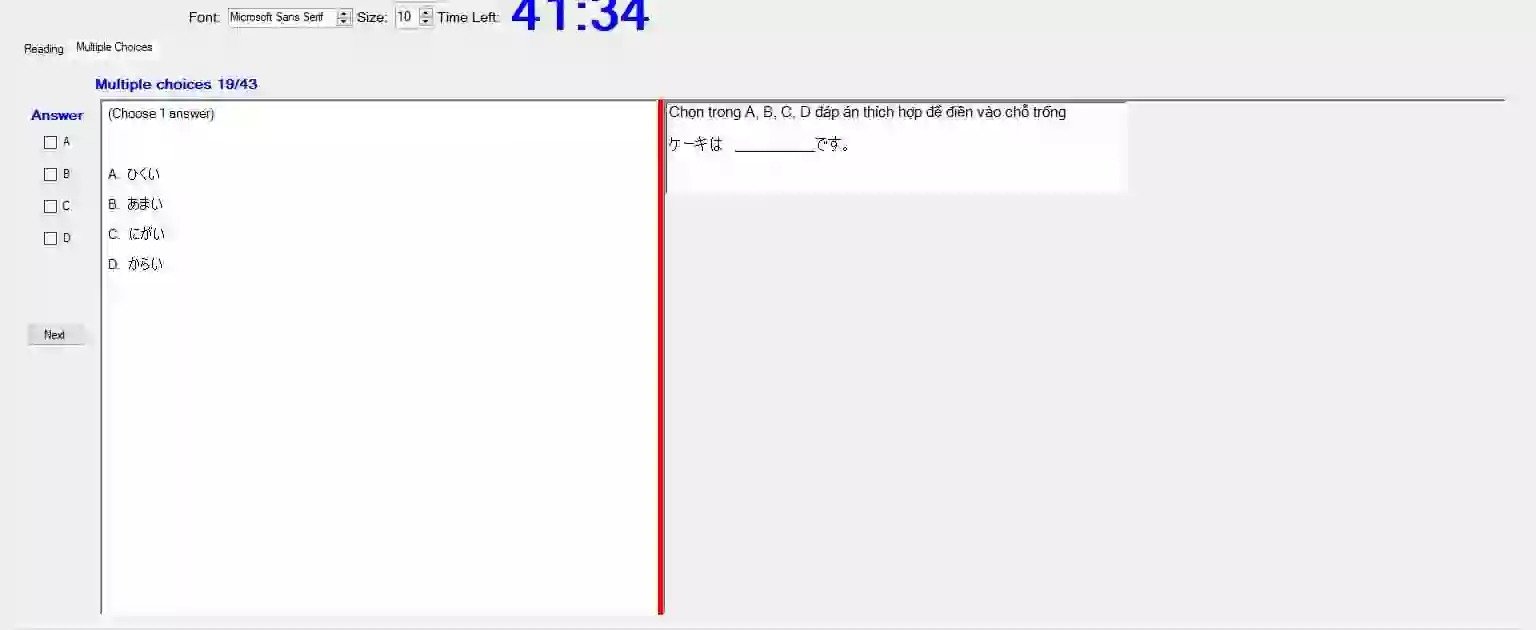 Font: Microsoft Sans Serif Size: 10 Time Left: 41:34
Reading Multiple Choices
Multiple choices 19/43
Answer
A
B
C
D
Next
(Choose 1 answer)
A. ひくい
B. あまい
C. にがい
D. からい
Chọn trong A, B, C, D đáp án thích hợp để điền vào chỗ trống
ケーキは __________です。